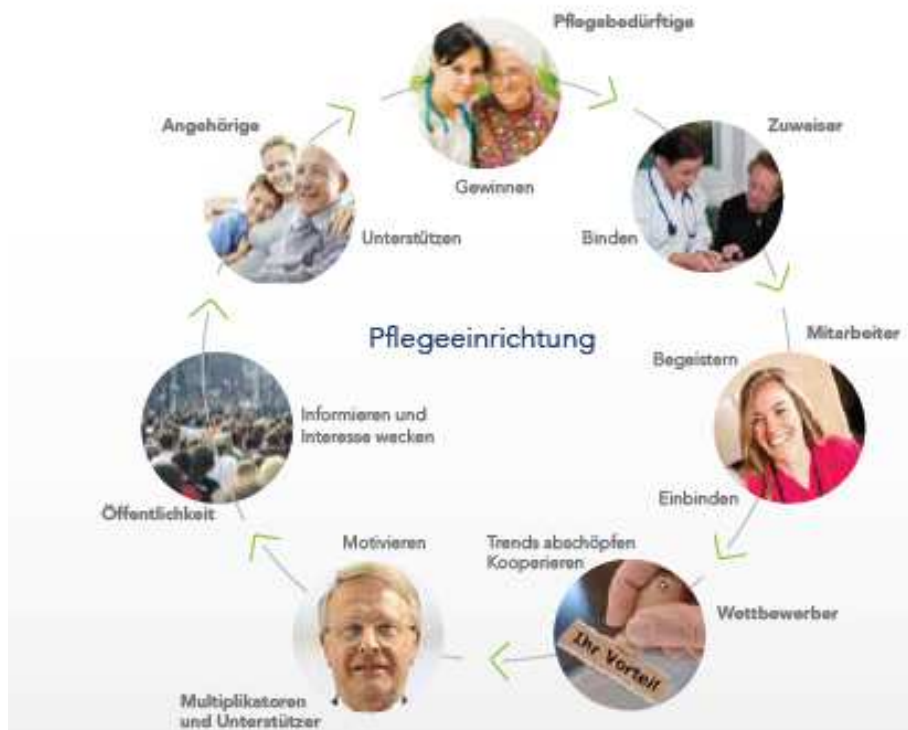 Pflegebedürftige
Angehörige
Zuweiser
Gewinnen
Unterstützen
Binden
Pflegeeinrichtung
Mitarbeiter
Begeistern
Informieren und
Interesse wecken
Einbinden
Öffentlichkeit
Motivieren
Trends abschöpfen
Kooperieren
Wettbewerber
Ihr Vorteil
Multiplikatoren
und Unterstützer